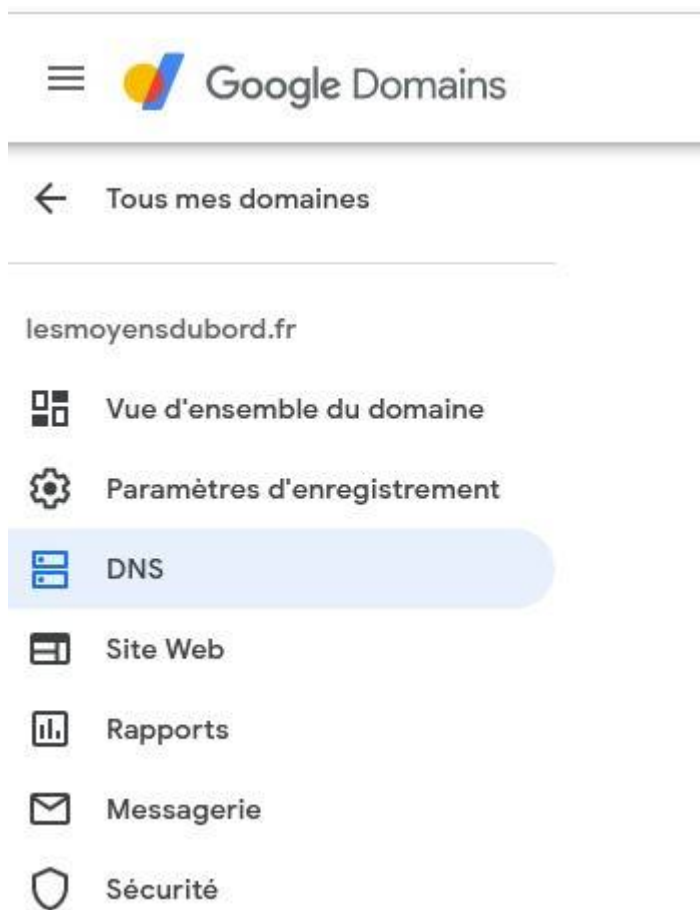 Google Domains
Tous mes domaines
lesmoyensdubord.fr
Vue d'ensemble du domaine
Paramètres d'enregistrement
DNS
Site Web
Rapports
Messagerie
Sécurité